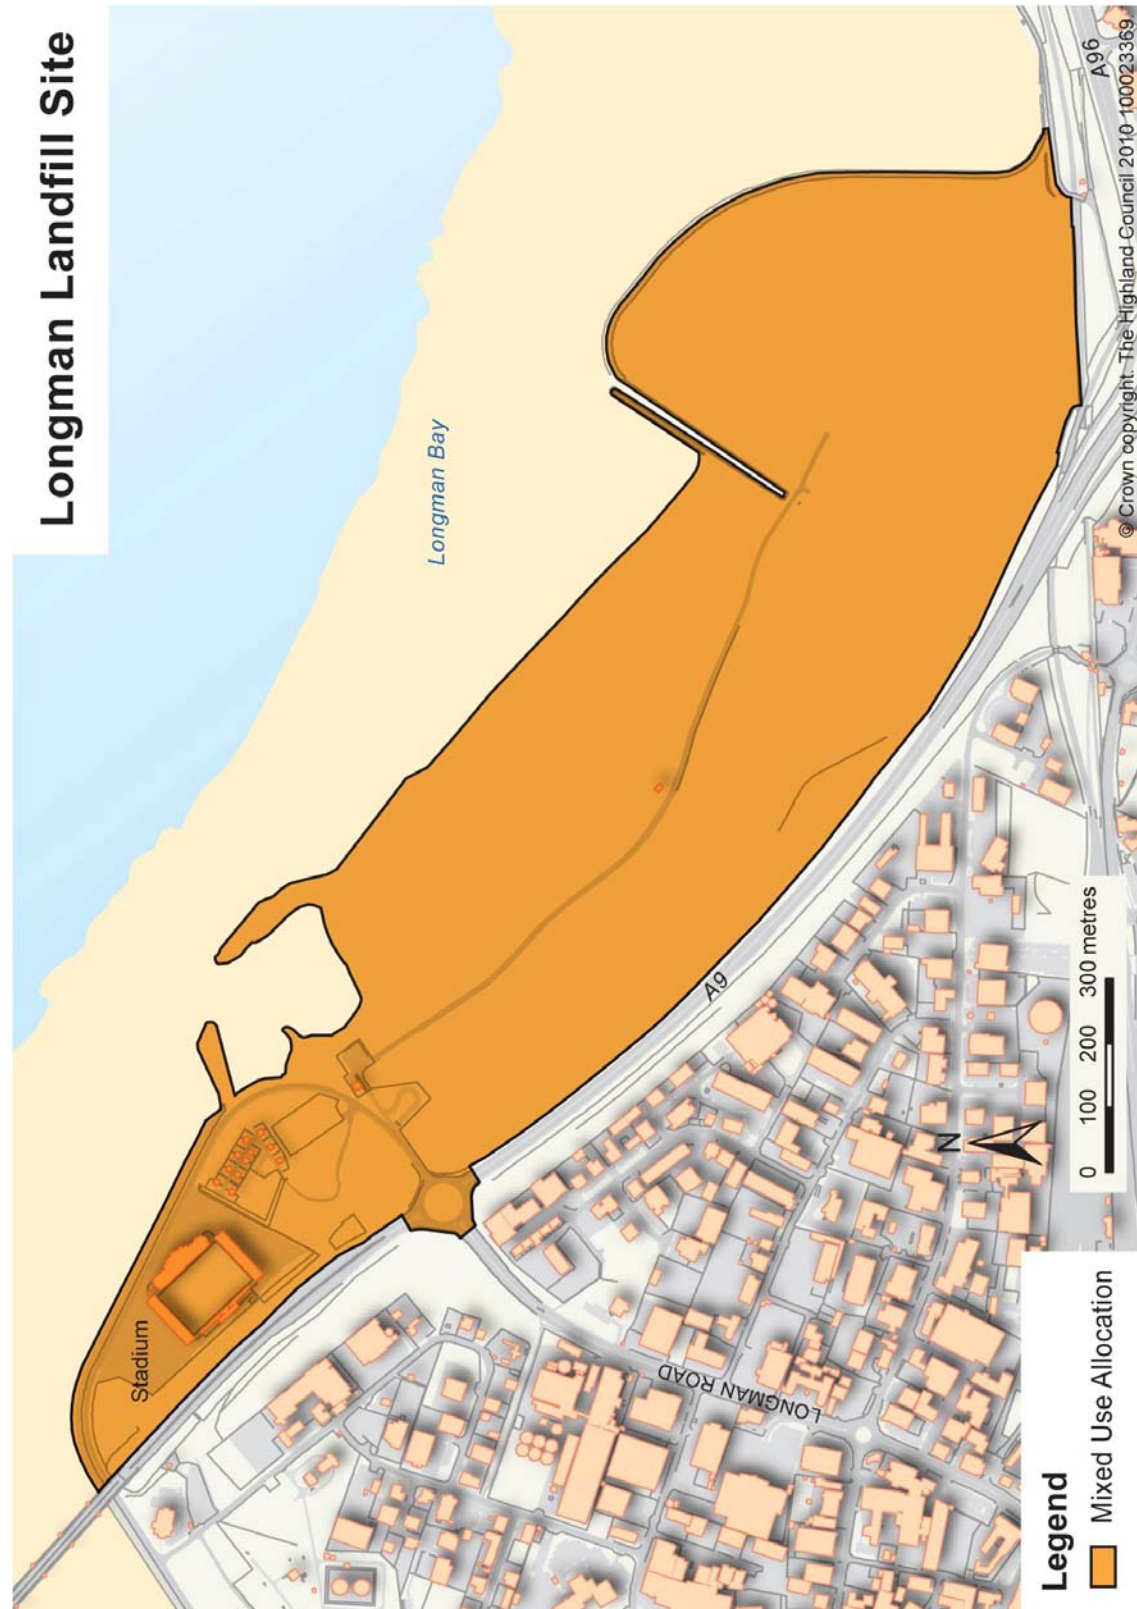 Longman Landfill Site
Longman Bay
Stadium
A9
A96
LONGMAN ROAD
N
0 100 200 300 metres
Legend
Mixed Use Allocation
© Crown copyright. The Highland Council 2010 100023369